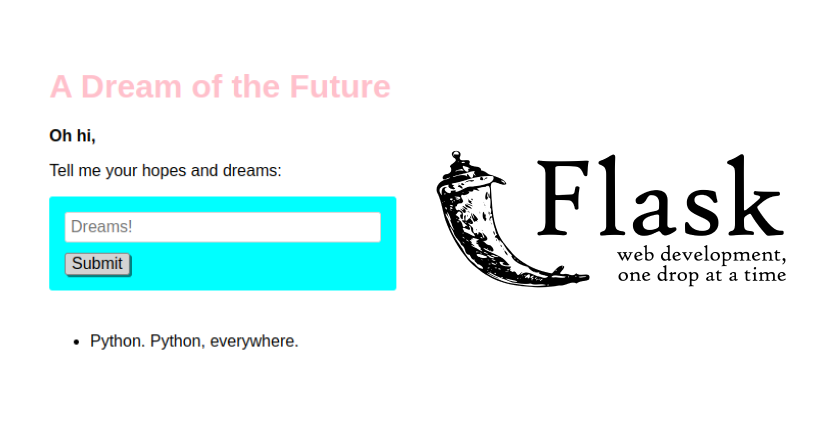 A Dream of the Future
Oh hi,
Tell me your hopes and dreams:
Dreams!
Submit
Python. Python, everywhere.
Flask
web development,
one drop at a time